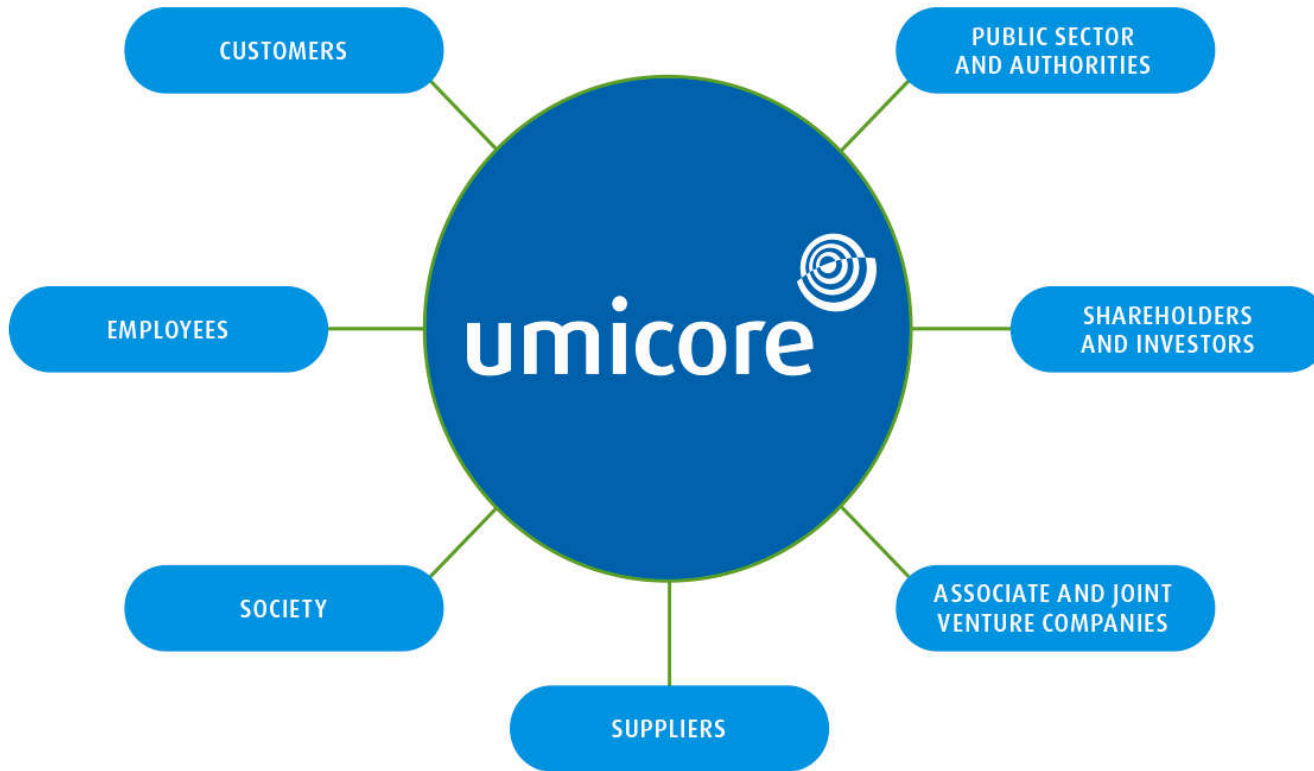 CUSTOMERS
PUBLIC SECTOR
AND AUTHORITIES
EMPLOYEES
umicore
SHAREHOLDERS
AND INVESTORS
SOCIETY
ASSOCIATE AND JOINT
VENTURE COMPANIES
SUPPLIERS